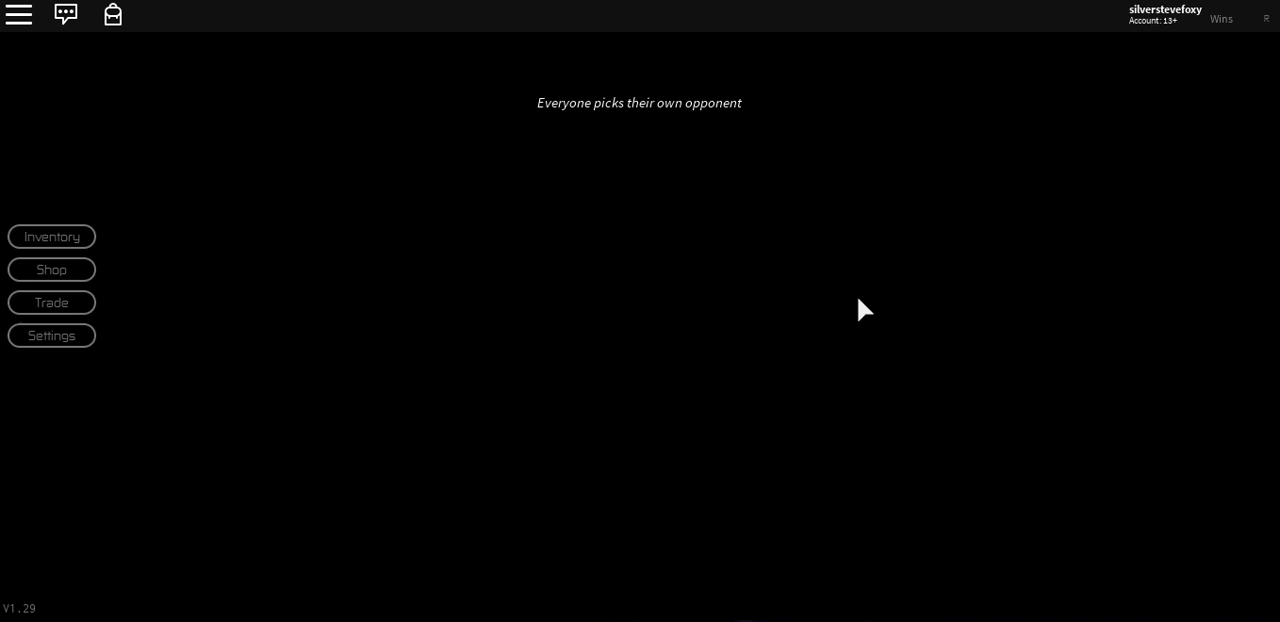 silverstevefoxy
Account: 13+
Wins
R
Everyone picks their own opponent
Inventory
Shop
Trade
Settings
V1.29